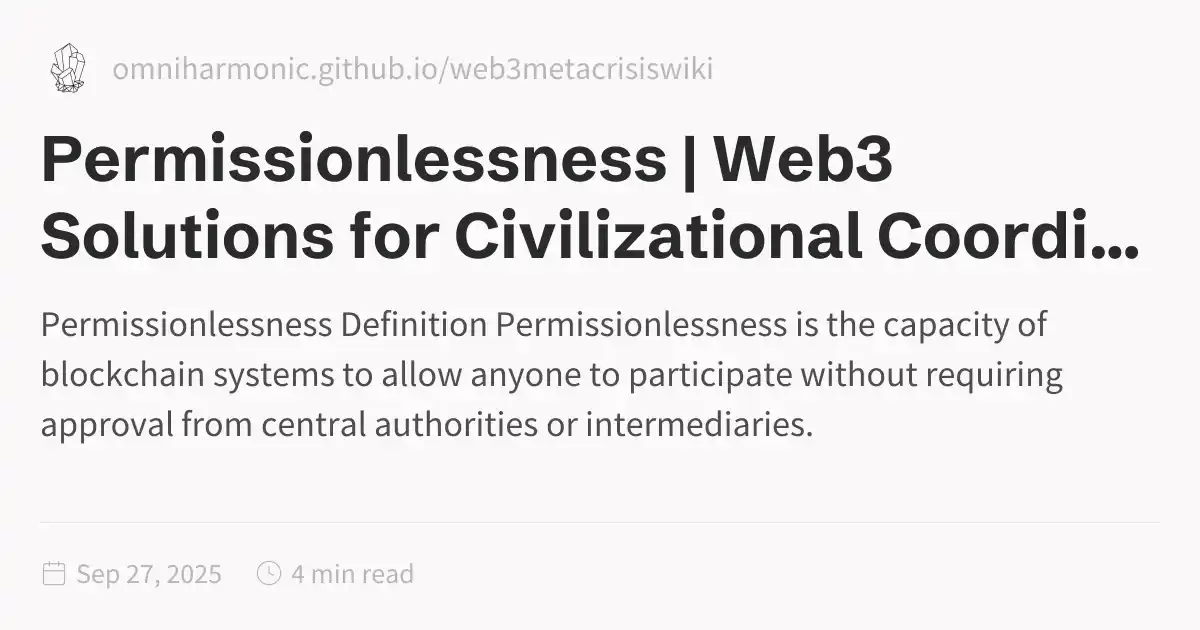 omniharmonic.github.io/web3metacrisiswiki
Permissionlessness | Web3
Solutions for Civilizational Coordi...
Permissionlessness Definition Permissionlessness is the capacity of
blockchain systems to allow anyone to participate without requiring
approval from central authorities or intermediaries.
Sep 27, 2025 4 min read